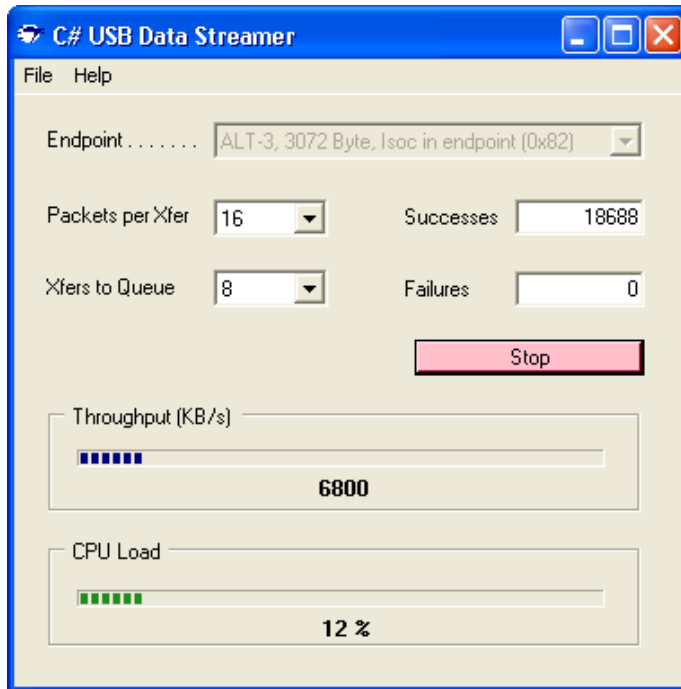 C# USB Data Streamer
File Help
Endpoint . . . . . . . ALT-3, 3072 Byte, Isoc in endpoint (0x82)
Packets per Xfer 16 Successes 18688
Xfers to Queue 8 Failures 0
Stop
Throughput (KB/s)
6800
CPU Load
12 %